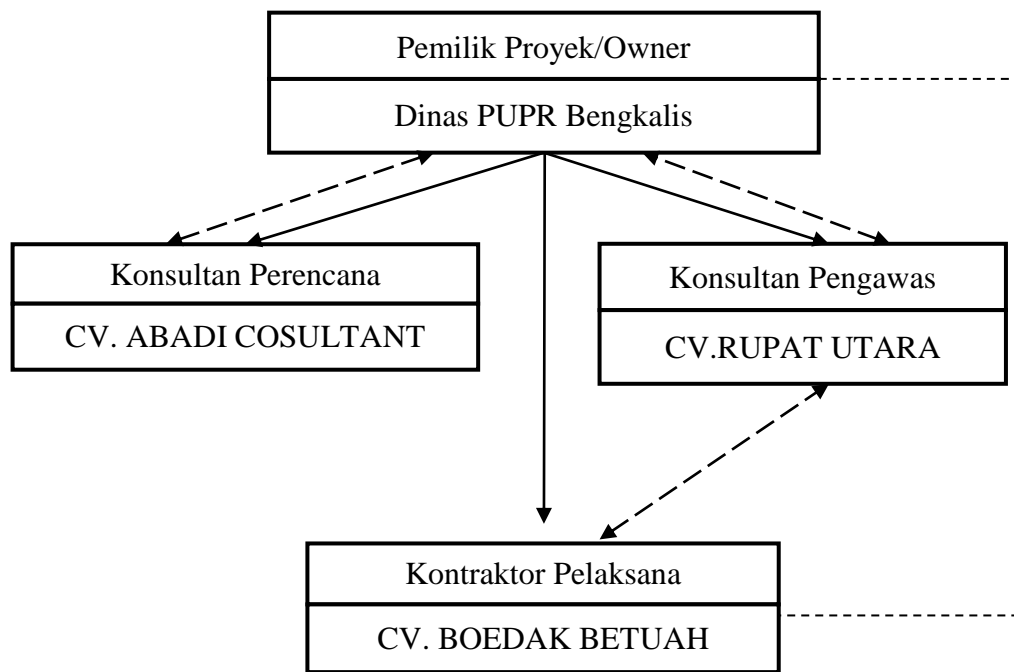 Pemilik Proyek/Owner
Dinas PUPR Bengkalis
Konsultan Perencana
CV. ABADI COSULTANT
Konsultan Pengawas
CV.RUPAT UTARA
Kontraktor Pelaksana
CV. BOEDAK BETUAH